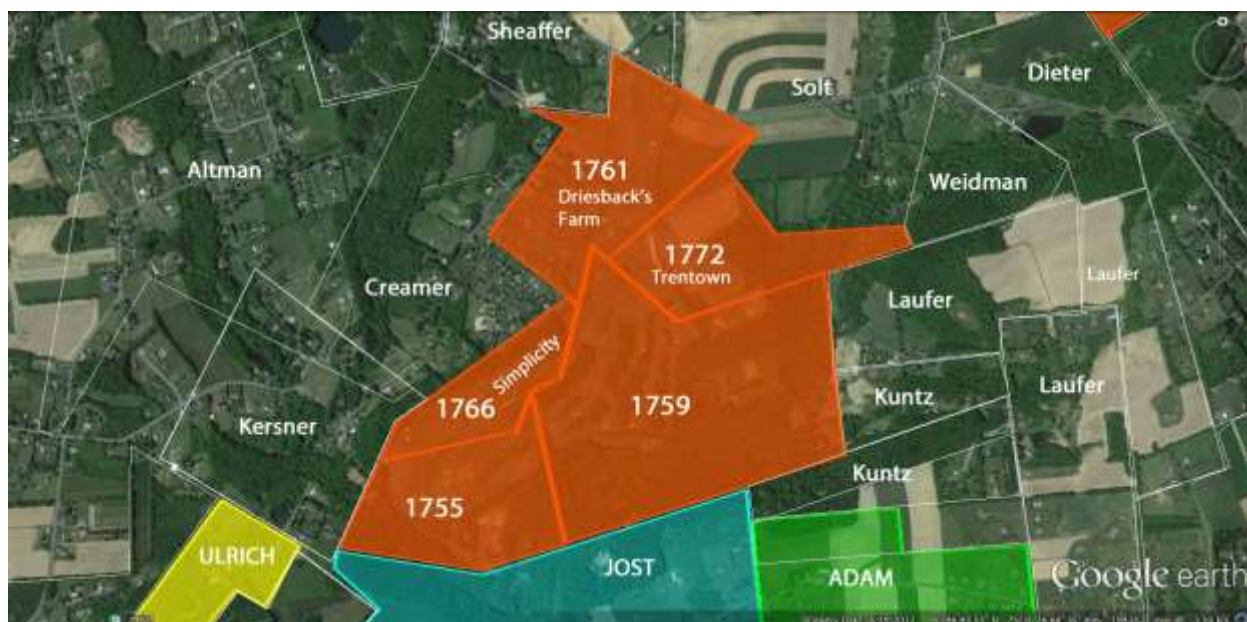 Sheaffer
Dieter
Solt
1761
Driesback's
Farm
Altman
Weidman
1772
Trentown
Laufer
Creamer
Laufer
Simplicity
Laufer
Kuntz
1759
1766
Kersner
Kuntz
1755
ULRICH
JOST
ADAM
Google earth